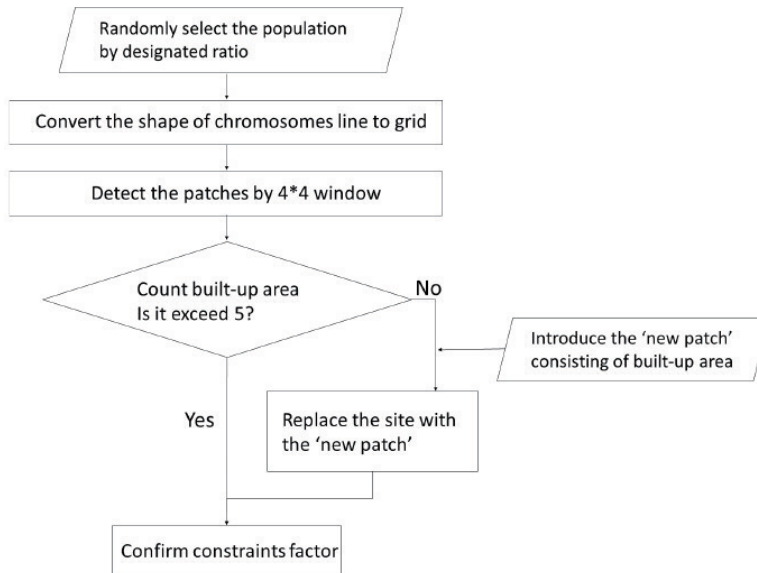 Randomly select the population
by designated ratio
Convert the shape of chromosomes line to grid
Detect the patches by 4*4 window
Count built-up area
Is it exceed 5?
No
Introduce the ‘new patch’
consisting of built-up area
Yes
Replace the site with
the ‘new patch’
Confirm constraints factor